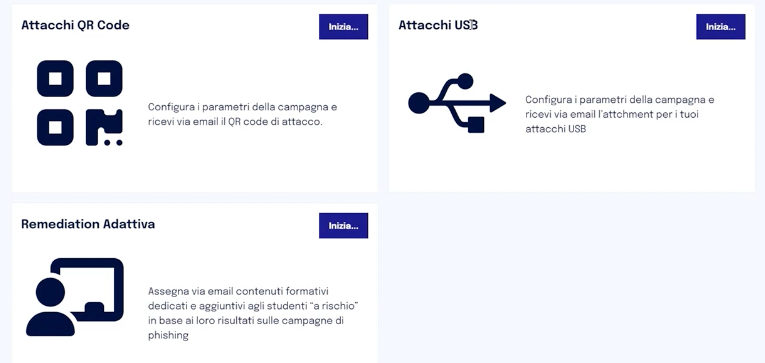 Attacchi QR Code
Inizia...
Configura i parametri della campagna e
ricevi via email il QR code di attacco.
Attacchi USB
Inizia...
Configura i parametri della campagna e
ricevi via email l'attchment per i tuoi
attacchi USB
Remediation Adattiva
Inizia...
Assegna via email contenuti formativi
dedicati e aggiuntivi agli studenti “a rischio”
in base ai loro risultati sulle campagne di
phishing